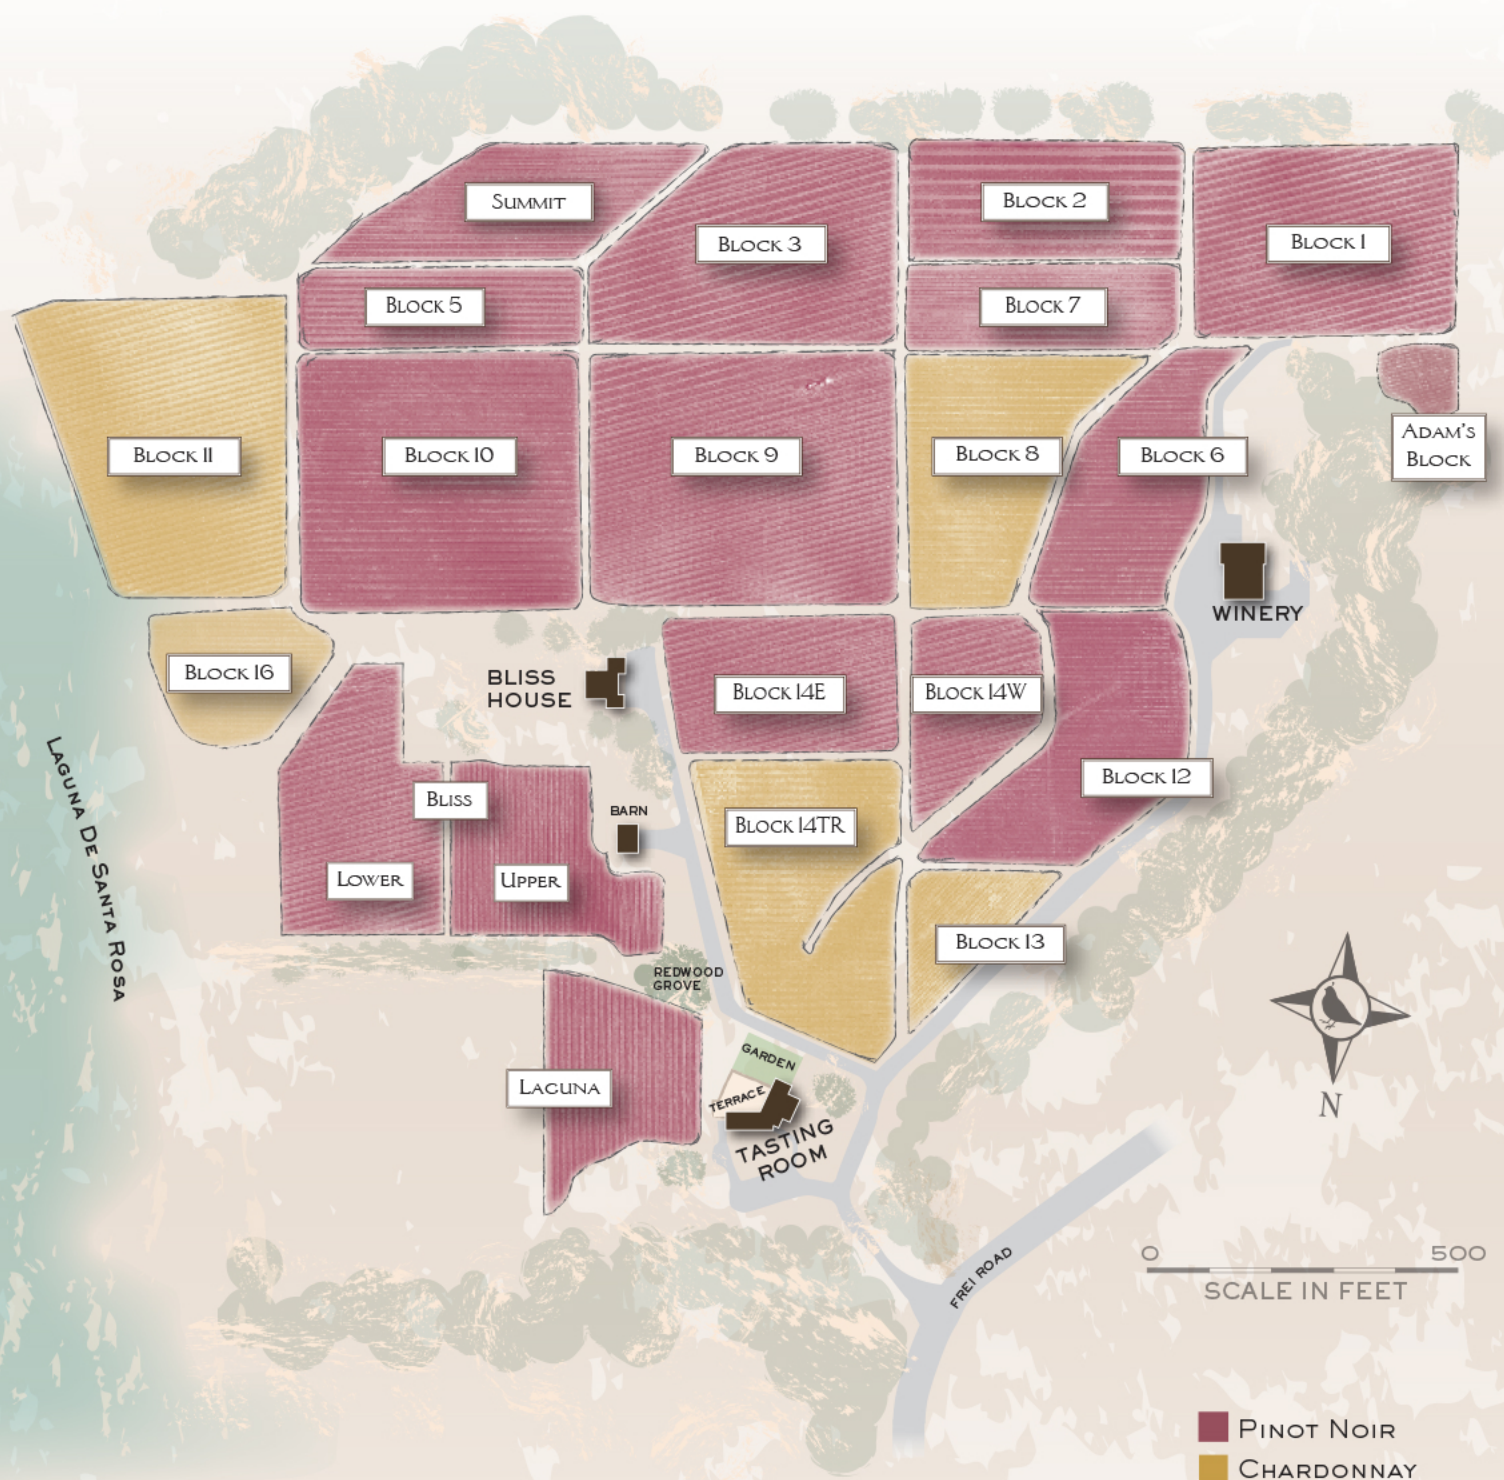 Summit
Block 3
Block 2
Block 1
Block 5
Block 7
Block 11
Block 10
Block 9
Block 8
Block 6
Adam's
Block
WINERY
Block 16
BLISS
HOUSE
Block 14E
Block 14W
Block 12
Bliss
BARN
Block 14TR
Lower
Upper
Laguna De Santa Rosa
Block 13
REDWOOD
GROVE
Laguna
GARDEN
TERRACE
TASTING
ROOM
N
FREI ROAD
0 500
SCALE IN FEET
Pinot Noir
Chardonnay